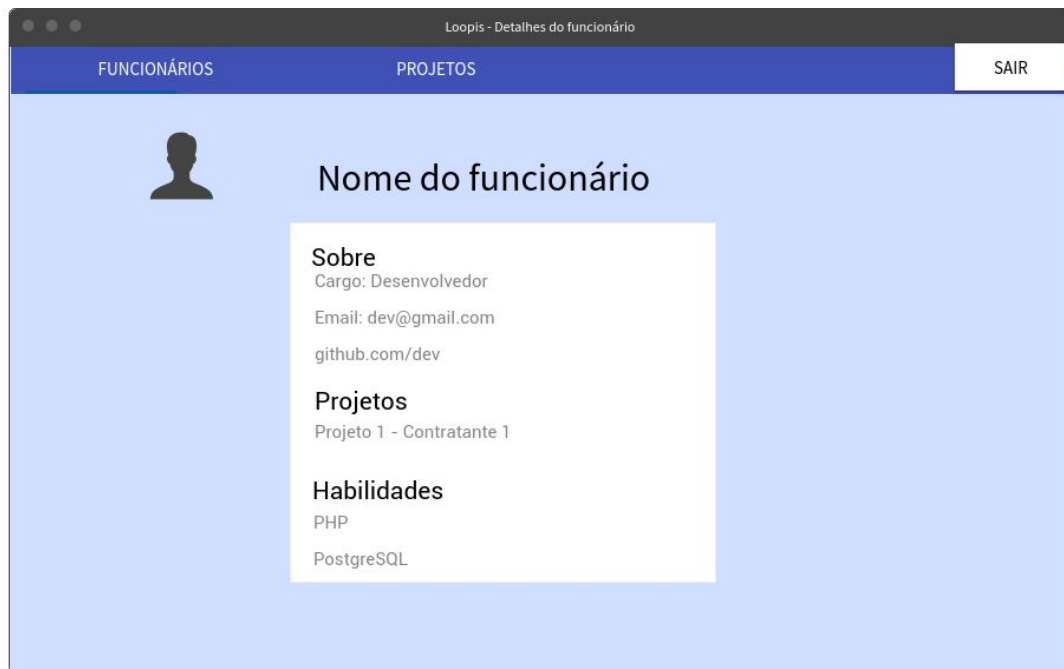 Loopis - Detalhes do funcionário
FUNCIONÁRIOS PROJETOS SAIR
Nome do funcionário
Sobre
Cargo: Desenvolvedor
Email: dev@gmail.com
github.com/dev
Projetos
Projeto 1 - Contratante 1
Habilidades
PHP
PostgreSQL